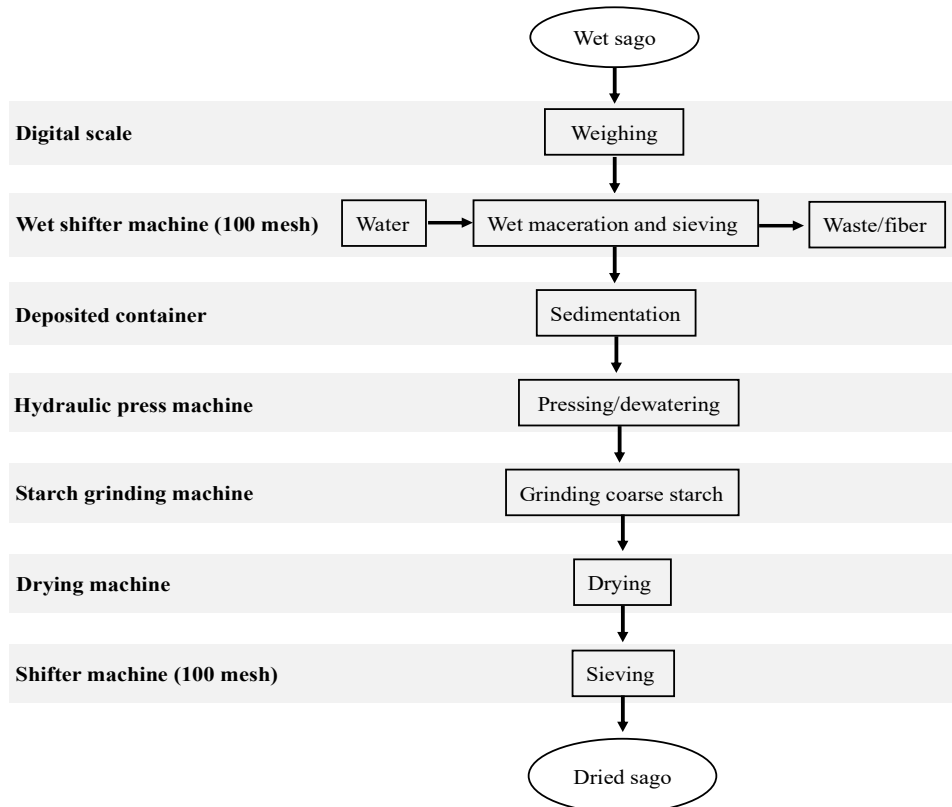 Wet sago
Digital scale
Weighing
Wet shifter machine (100 mesh)
Water
Wet maceration and sieving
Waste/fiber
Deposited container
Sedimentation
Hydraulic press machine
Pressing/dewatering
Starch grinding machine
Grinding coarse starch
Drying machine
Drying
Shifter machine (100 mesh)
Sieving
Dried sago